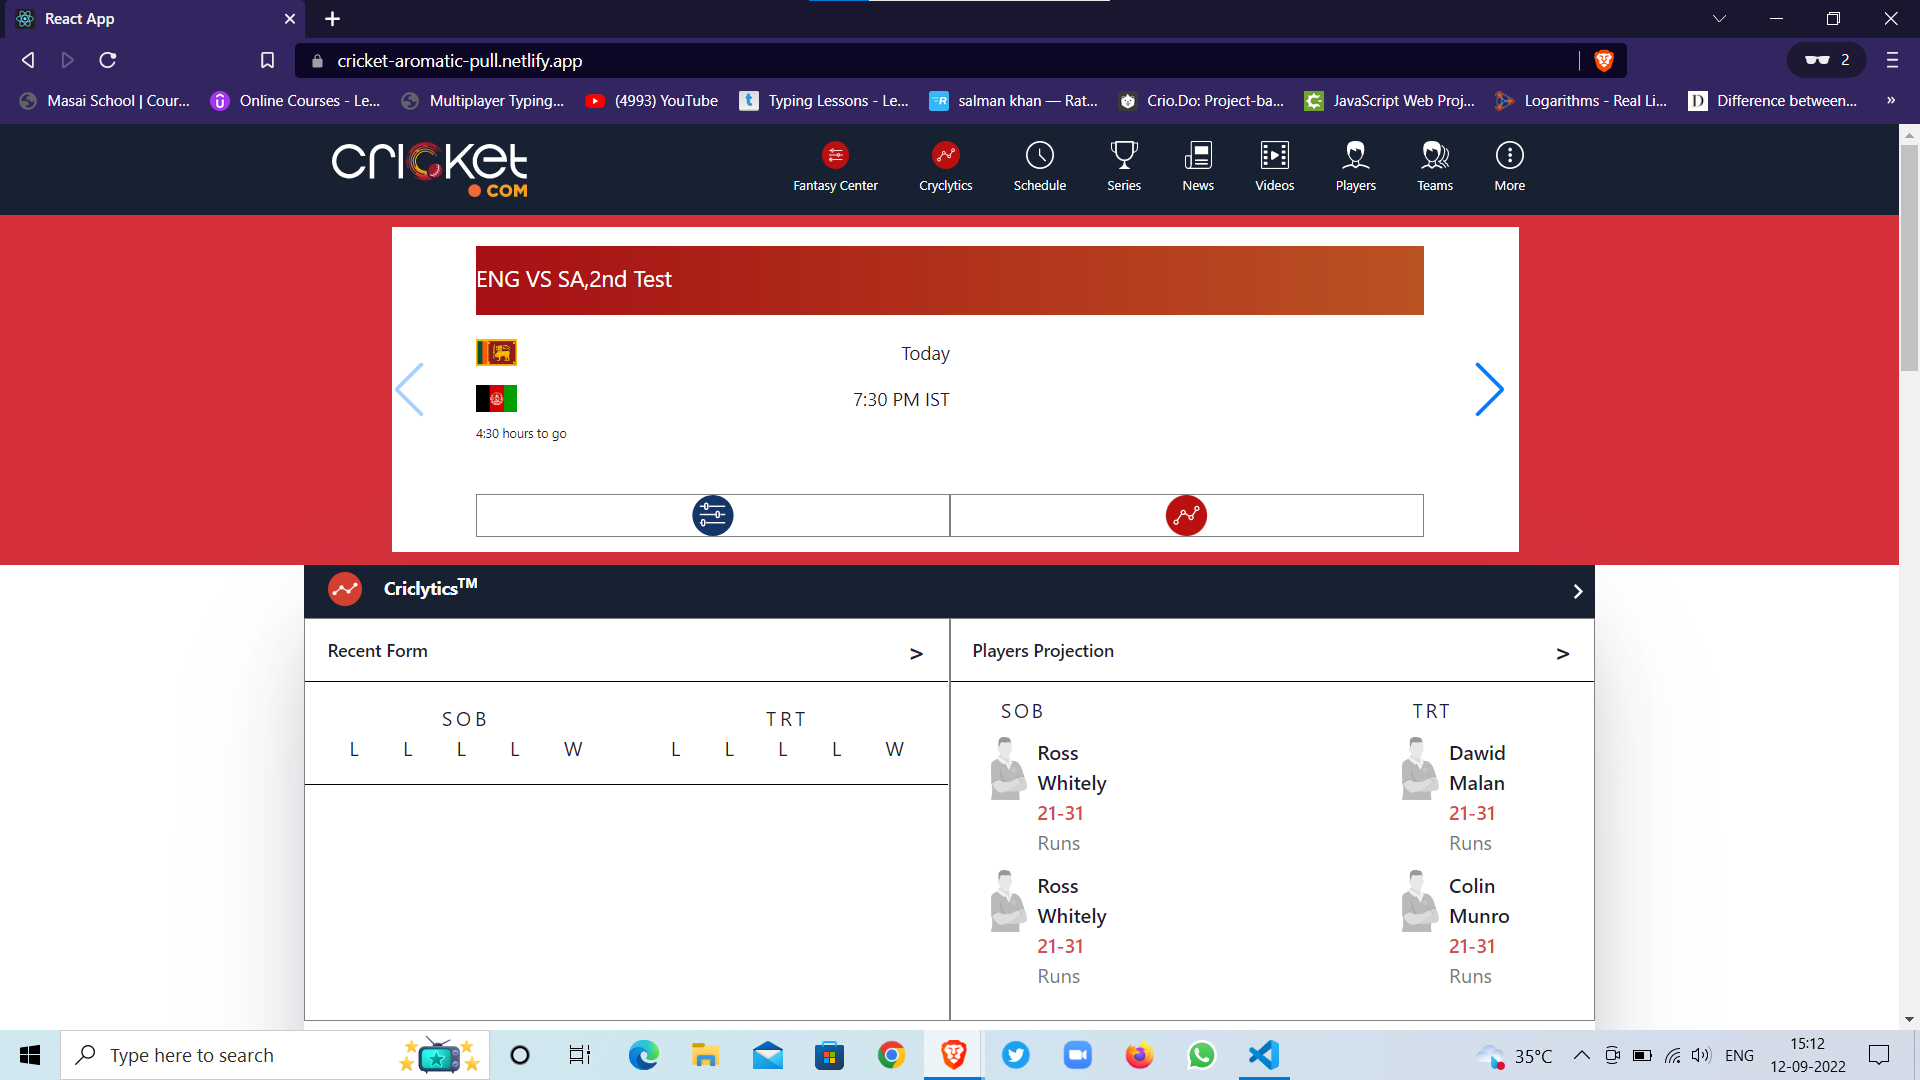 React App
cricket-aromatic-pull.netlify.app
2
Masai School | Cour...
Online Courses - Le...
Multiplayer Typing...
(4993) YouTube
Typing Lessons - Le...
salman khan — Rat...
Crio.Do: Project-ba...
JavaScript Web Proj...
Logarithms - Real Li...
Difference between...
»
cricket
.COM
Fantasy Center
Cryclytics
Schedule
Series
News
Videos
Players
Teams
More
ENG VS SA,2nd Test
Today
7:30 PM IST
4:30 hours to go
Criclytics™
Recent Form >
Players Projection >
SOB TRT
L L L L W L L L L W
SOB TRT
Ross Dawid
Whitely Malan
21-31 21-31
Runs Runs
Ross Colin
Whitely Munro
21-31 21-31
Runs Runs
Type here to search
35°C
ENG
15:12
12-09-2022